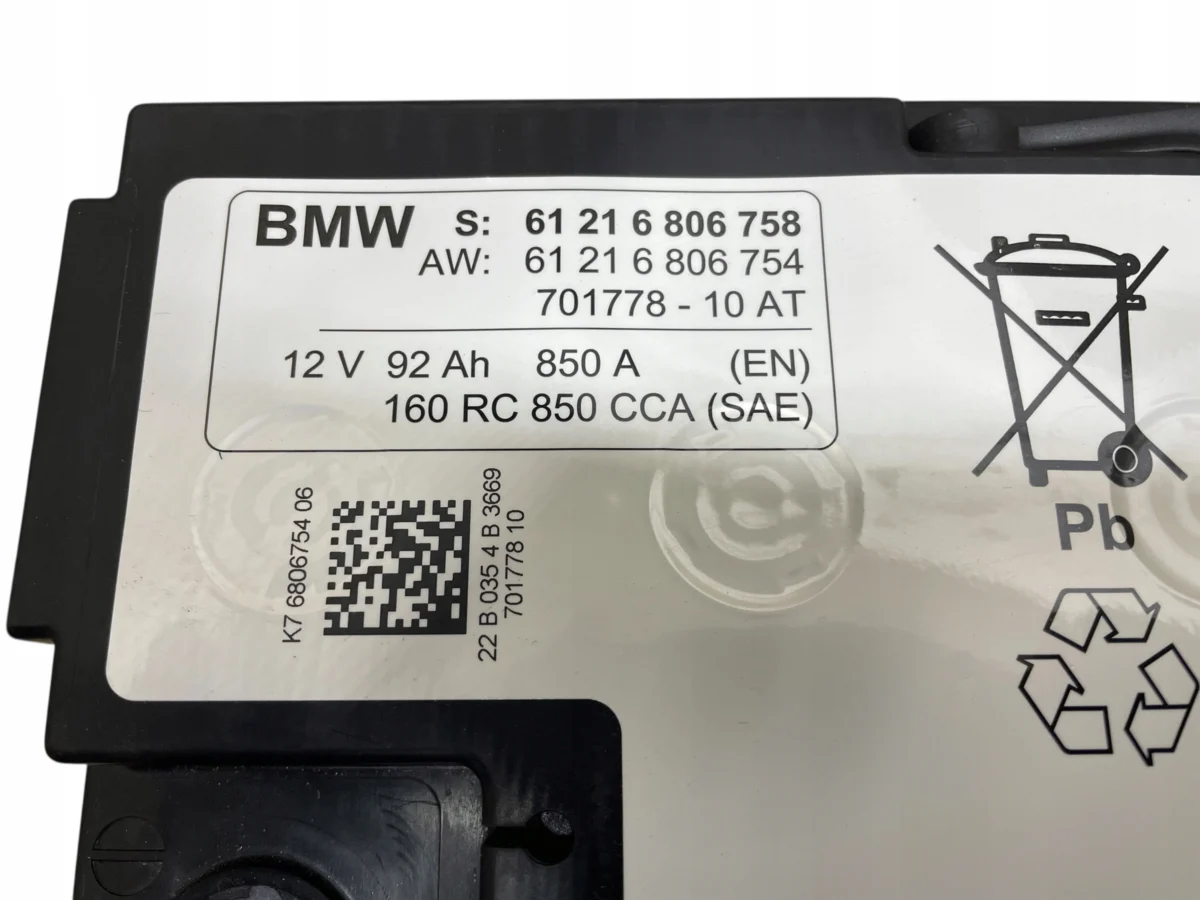 BMW S: 61 21 6 806 758
AW: 61 21 6 806 754
701778 - 10 AT
12 V 92 Ah 850 A (EN)
160 RC 850 CCA (SAE)
K7 6806754 06
22 B 035 4 B 3669
701778 10
Pb